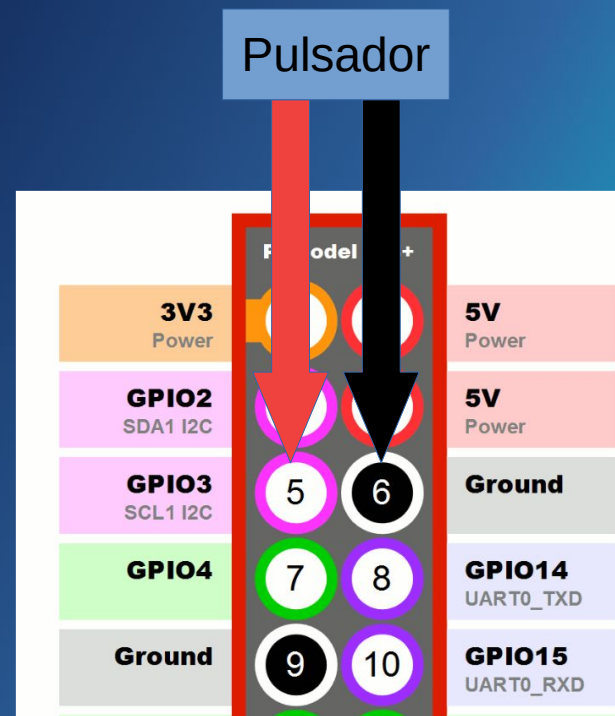 Pulsador
odel
+
3V3
Power
5V
Power
GPIO2
SDA1 I2C
5V
Power
GPIO3
SCL1 I2C
5
6
Ground
GPIO4
7
8
GPIO14
UART0_TXD
Ground
9
10
GPIO15
UART0_RXD